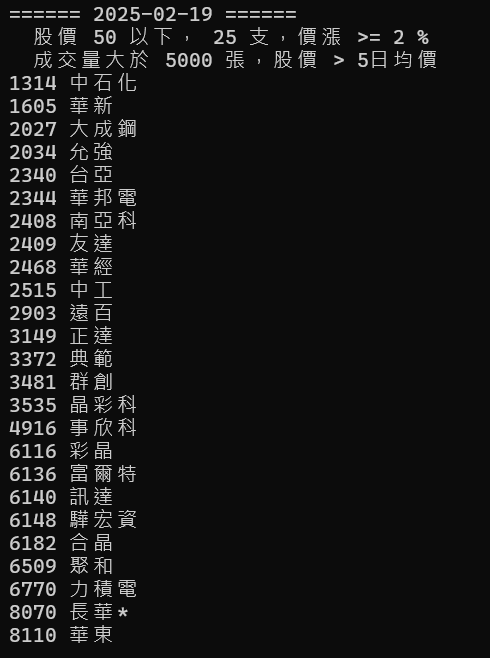 ====== 2025-02-19 ======
股價 50 以下， 25 支，價漲 >= 2 %
成交量大於 5000 張，股價 > 5日均價
1314 中石化
1605 華新
2027 大成鋼
2034 允強
2340 台亞
2344 華邦電
2408 南亞科
2409 友達
2468 華經
2515 中工
2903 遠百
3149 正達
3372 典範
3481 群創
3535 晶彩科
4916 事欣科
6116 彩晶
6136 富爾特
6140 訊達
6148 驊宏資
6182 合晶
6509 聚和
6770 力積電
8070 長華*
8110 華東